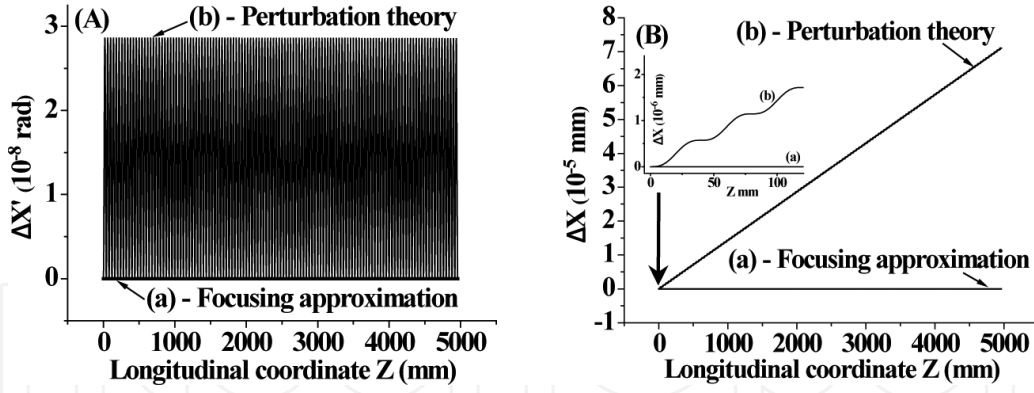 (A)
(b) - Perturbation theory
3
2
1
0
ΔX' (10⁻⁸ rad)
(a) - Focusing approximation
0 1000 2000 3000 4000 5000
Longitudinal coordinate Z (mm)
(B)
(b) - Perturbation theory
8
7
6
5
4
3
2
1
0
-1
ΔX (10⁻⁵ mm)
2
1
0
ΔX (10⁻⁶ mm)
(b)
(a)
0 50 100
Z mm
(a) - Focusing approximation
0 1000 2000 3000 4000 5000
Longitudinal coordinate Z (mm)